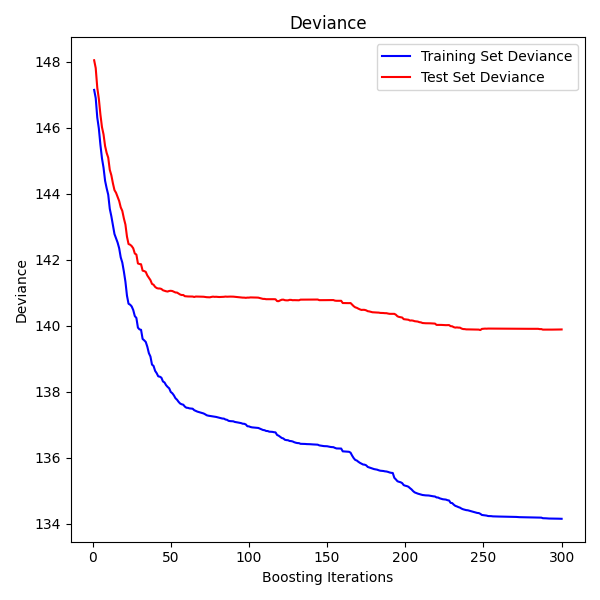 Deviance
Training Set Deviance
Test Set Deviance
148
146
144
142
140
138
136
134
Deviance
0 50 100 150 200 250 300
Boosting Iterations